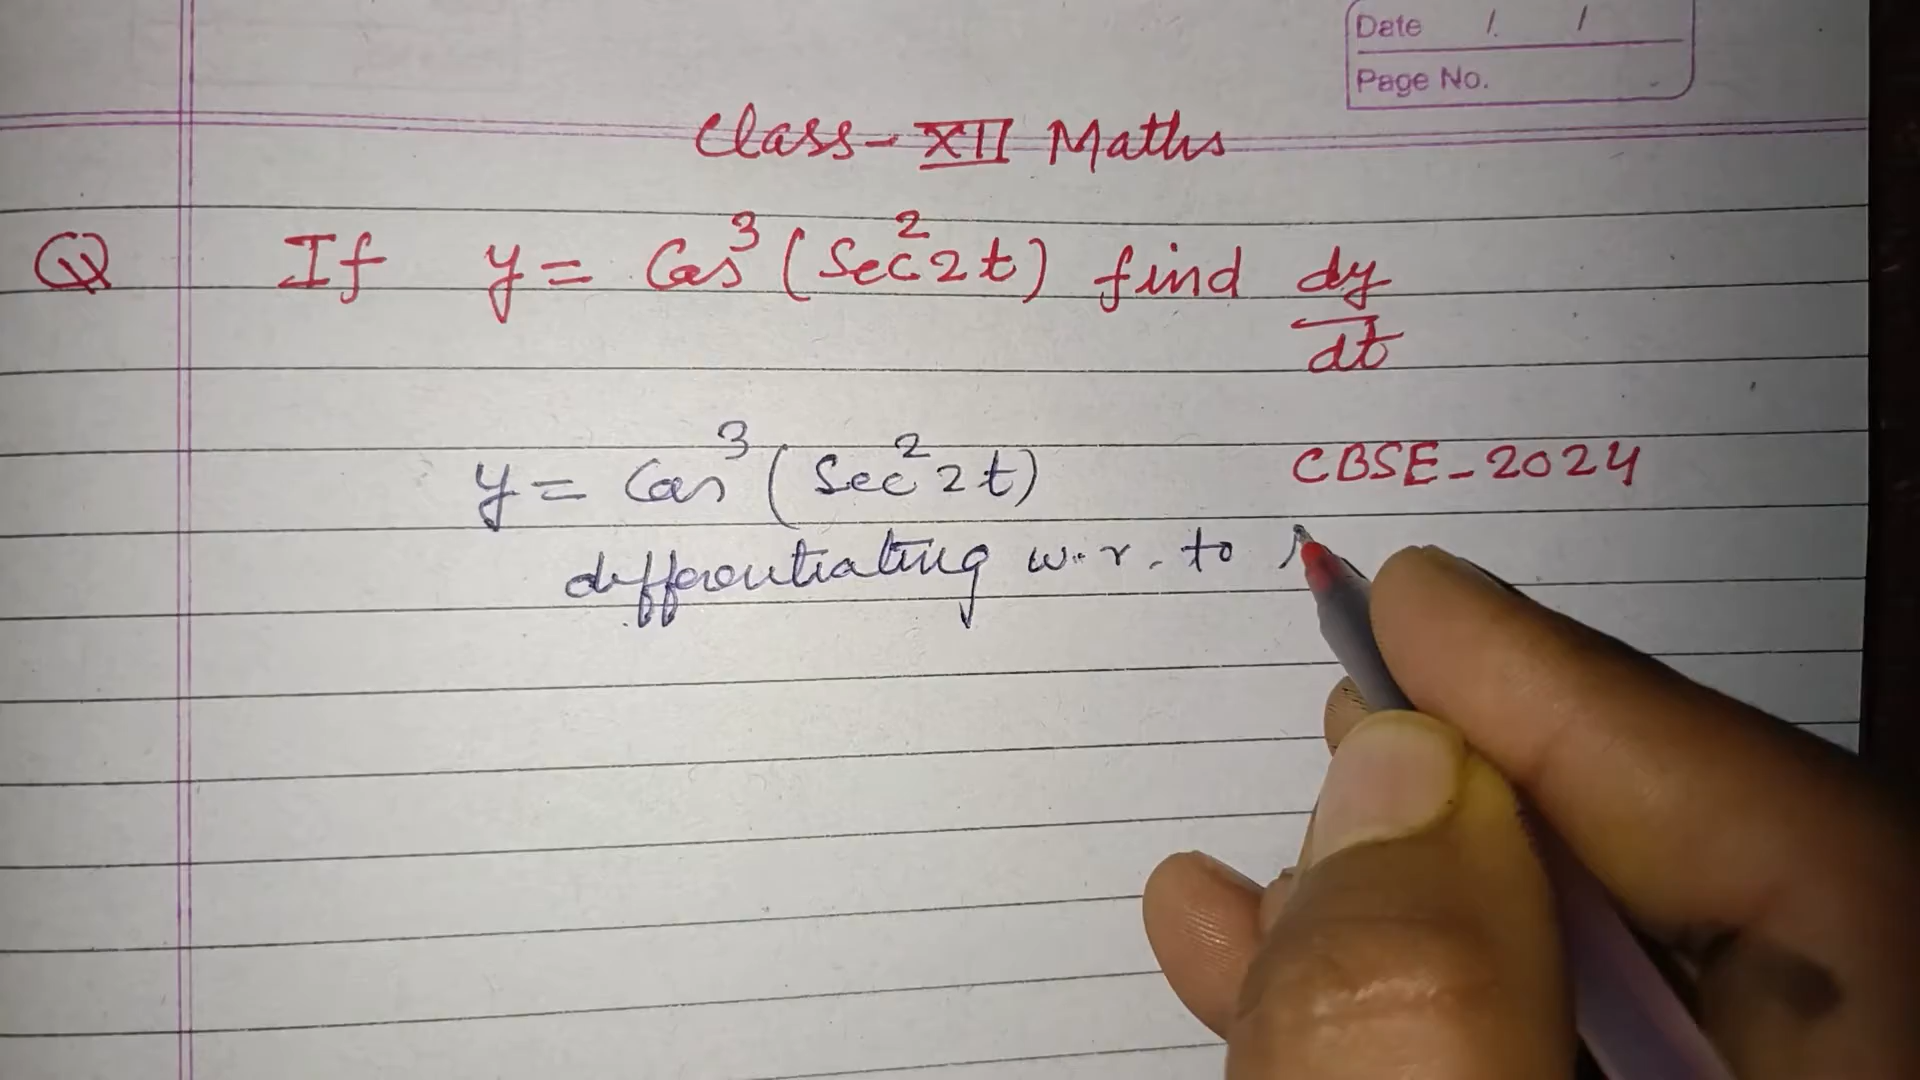 Date / /
Page No.
Class-XII Maths
Q If y = Cos³(Sec²2t) find dy/dt
y = Cos³(Sec²2t)
CBSE-2024
differentiating w.r. to